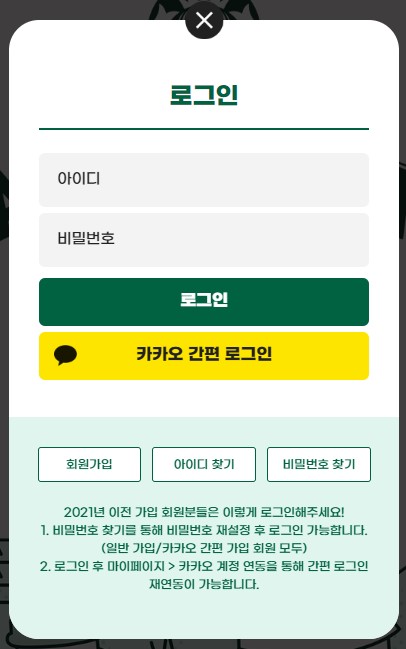 로그인
아이디
비밀번호
로그인
카카오 간편 로그인
회원가입
아이디 찾기
비밀번호 찾기
2021년 이전 가입 회원분들은 이렇게 로그인해주세요!
1. 비밀번호 찾기를 통해 비밀번호 재설정 후 로그인 가능합니다.
(일반 가입/카카오 간편 가입 회원 모두)
2. 로그인 후 마이페이지 > 카카오 계정 연동을 통해 간편 로그인
재연동이 가능합니다.